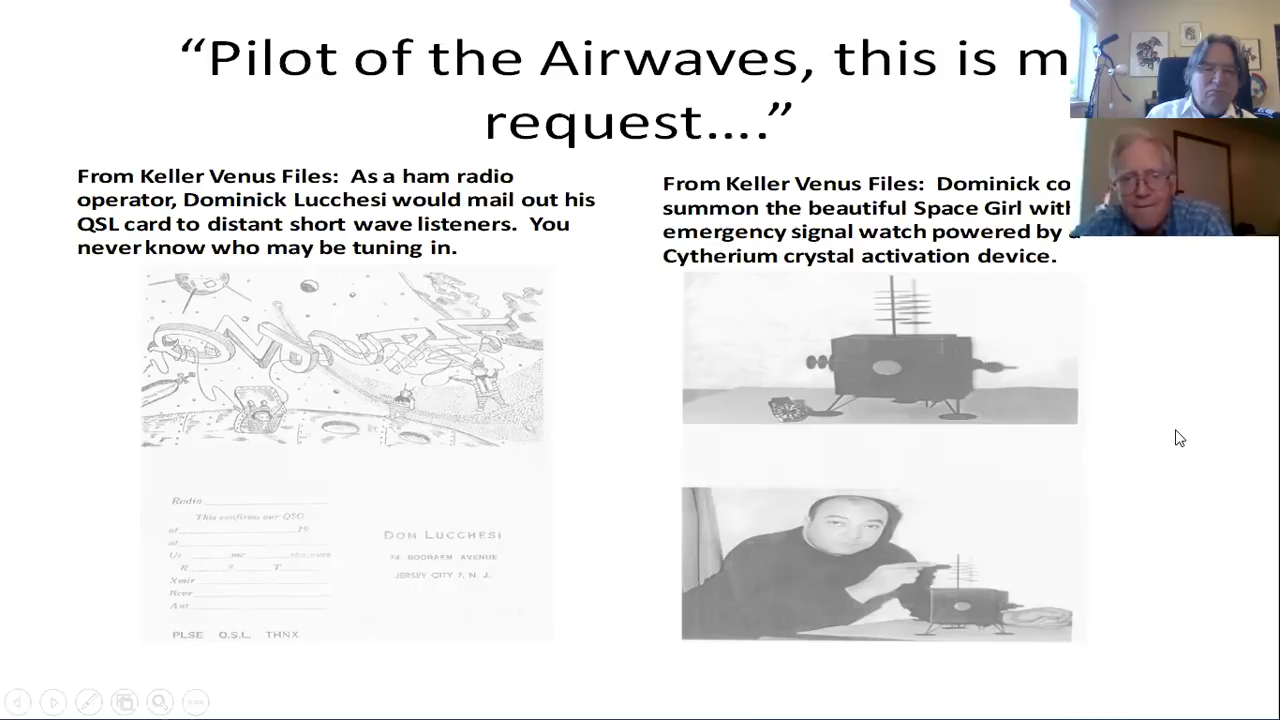 “Pilot of the Airwaves, this is m
request….”
From Keller Venus Files: As a ham radio
operator, Dominick Lucchesi would mail out his
QSL card to distant short wave listeners. You
never know who may be tuning in.
From Keller Venus Files: Dominick co
summon the beautiful Space Girl with
emergency signal watch powered by
Cytherium crystal activation device.
Radio
This confirms our QSO
of 19
at
Ur mc
R S T
Xmtr
Rcer
Ant
PLSE Q.S.L. THNX
DOM LUCCHESI
74 BOORAEM AVENUE
JERSEY CITY 7, N. J.